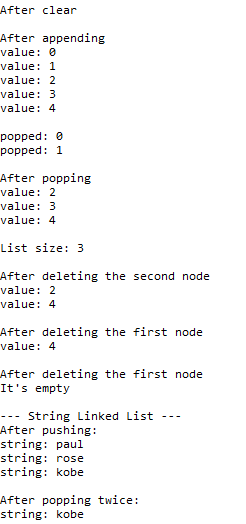 After clear
After appending
value: 0
value: 1
value: 2
value: 3
value: 4
popped: 0
popped: 1
After popping
value: 2
value: 3
value: 4
List size: 3
After deleting the second node
value: 2
value: 4
After deleting the first node
value: 4
After deleting the first node
It's empty
--- String Linked List ---
After pushing:
string: paul
string: rose
string: kobe
After popping twice:
string: kobe